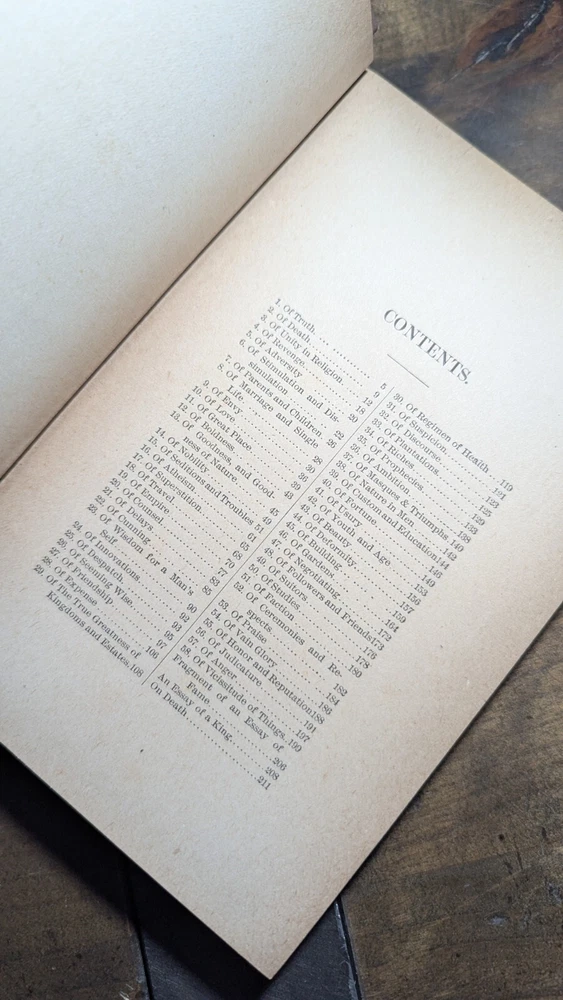 CONTENTS.
1. Of Truth 5
2. Of Death 9
3. Of Unity in Religion 12
4. Of Revenge 18
5. Of Adversity 20
6. Of Stimulation and Dis-
simulation 22
7. Of Parents and Children 26
8. Of Marriage and Single
Life 28
9. Of Envy 30
10. Of Love 36
11. Of Great Place 39
12. Of Boldness 43
13. Of Goodness, and Good-
ness of Nature 45
14. Of Nobility 49
15. Of Seditions and Troubles 51
16. Of Atheism 61
17. Of Superstition 65
18. Of Travel 68
19. Of Empire 70
20. Of Counsel 77
21. Of Delays 83
22. Of Cunning 85
23. Of Wisdom for a Man's
Self 90
24. Of Innovations 92
25. Of Despatch 93
26. Of Seeming Wise 95
27. Of Friendship 97
28. Of Expense 106
29. Of The True Greatness of
Kingdoms and Estates, 108
30. Of Regimen of Health 119
31. Of Suspicion 121
32. Of Discourse 123
33. Of Plantations 125
34. Of Riches 129
35. Of Prophecies 133
36. Of Ambition 138
37. Of Masques & Triumphs 140
38. Of Nature in Men 142
39. Of Custom and Education 144
40. Of Fortune 146
41. Of Usury 149
42. Of Youth and Age 153
43. Of Beauty 156
44. Of Deformity 157
45. Of Building 159
46. Of Gardens 164
47. Of Negotiating 172
48. Of Followers and Friends 173
49. Of Suitors 176
50. Of Studies 178
51. Of Faction 180
52. Of Ceremonies and Re-
spects 182
53. Of Praise 184
54. Of Vain Glory 186
55. Of Honor and Reputation 188
56. Of Judicature 191
57. Of Anger 197
58. Of Vicissitude of Things 199
Fragment of an Essay of
Fame 206
An Essay of a King 208
On Death 211